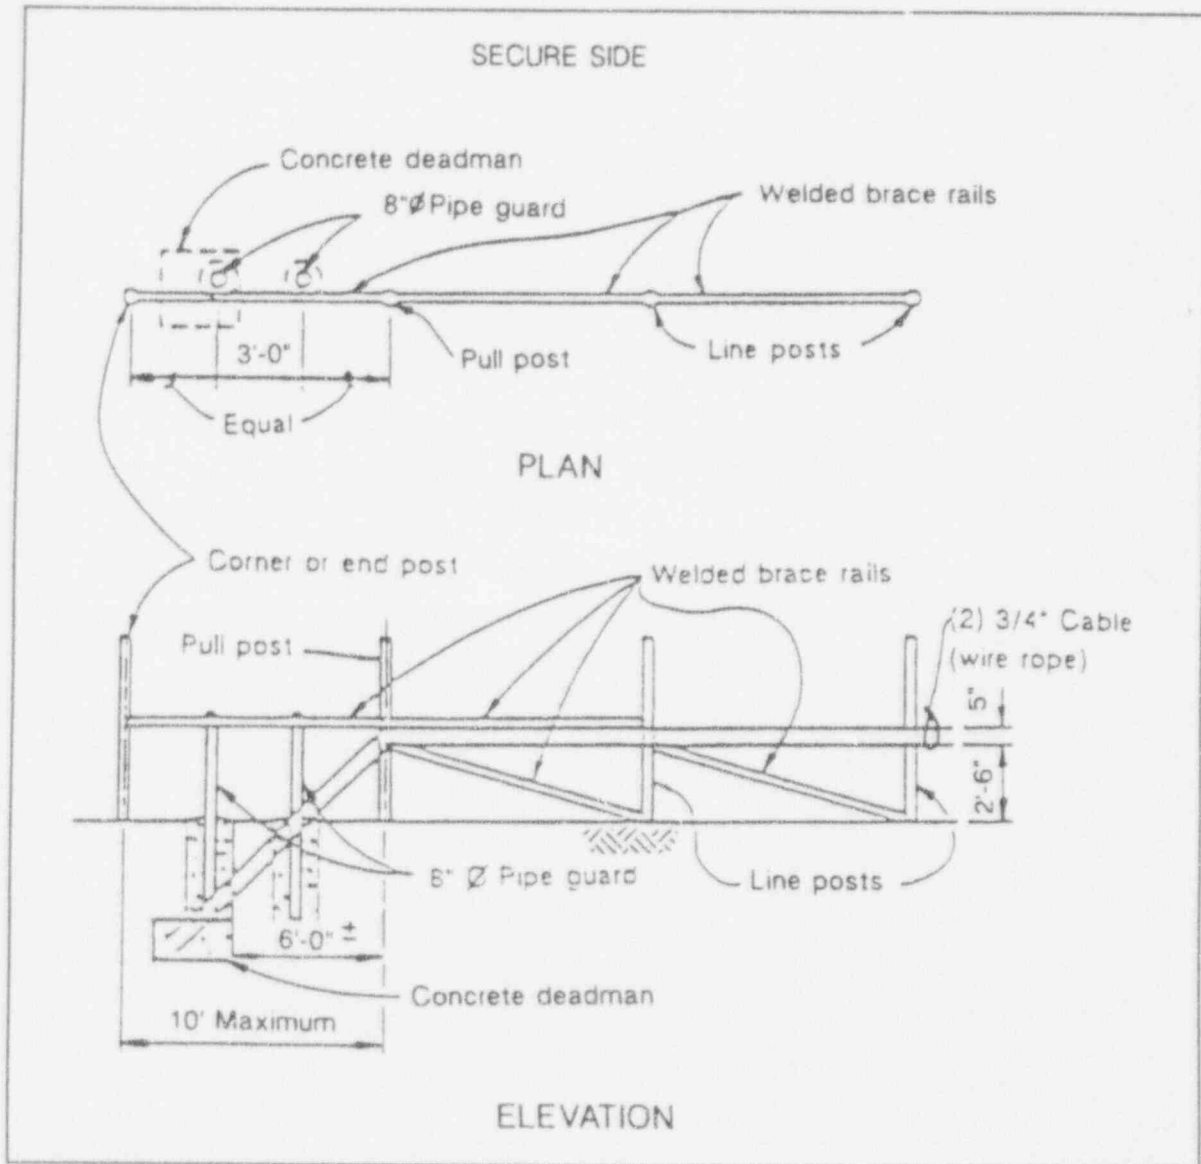 SECURE SIDE
Concrete deadman
8"Ø Pipe guard
Welded brace rails
3'-0"
Pull post
Line posts
Equal
PLAN
Corner or end post
Welded brace rails
Pull post
(2) 3/4" Cable
(wire rope)
5"
2'-6"
8" Ø Pipe guard
Line posts
6'-0" ±
Concrete deadman
10' Maximum
ELEVATION